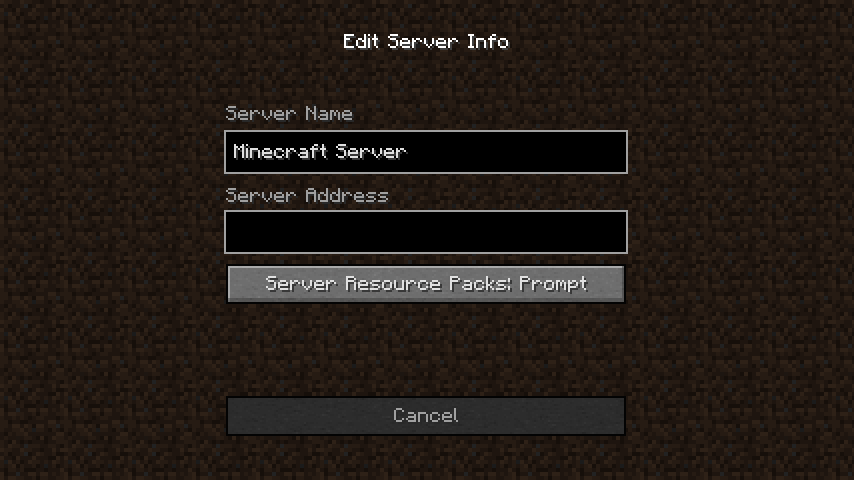 Edit Server Info
Server Name
Minecraft Server
Server Address
Server Resource Packs: Prompt
Cancel